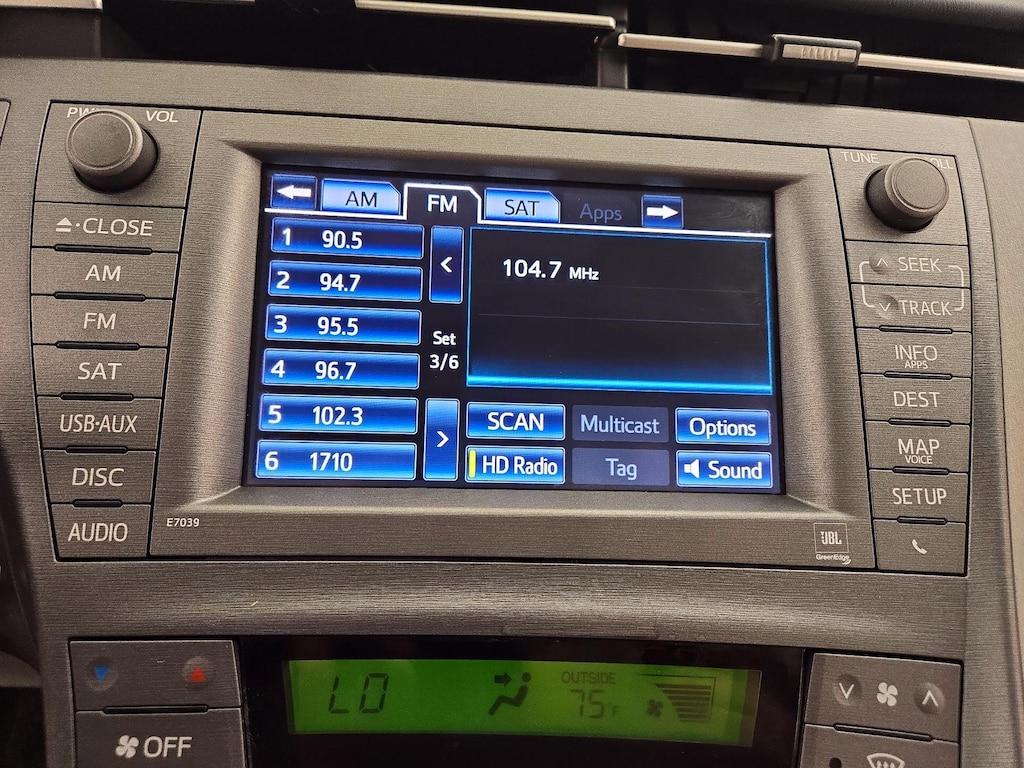 PWR VOL
CLOSE
AM
FM
SAT
USB-AUX
DISC
AUDIO
AM FM SAT Apps
1 90.5
2 94.7
3 95.5
4 96.7
5 102.3
6 1710
Set
3/6
104.7 MHz
SCAN Multicast Options
HD Radio Tag Sound
E7039
JBL
GreenEdge
TUNE
SEEK
TRACK
INFO
APPS
DEST
MAP
VOICE
SETUP
LO
OUTSIDE
75°F
OFF